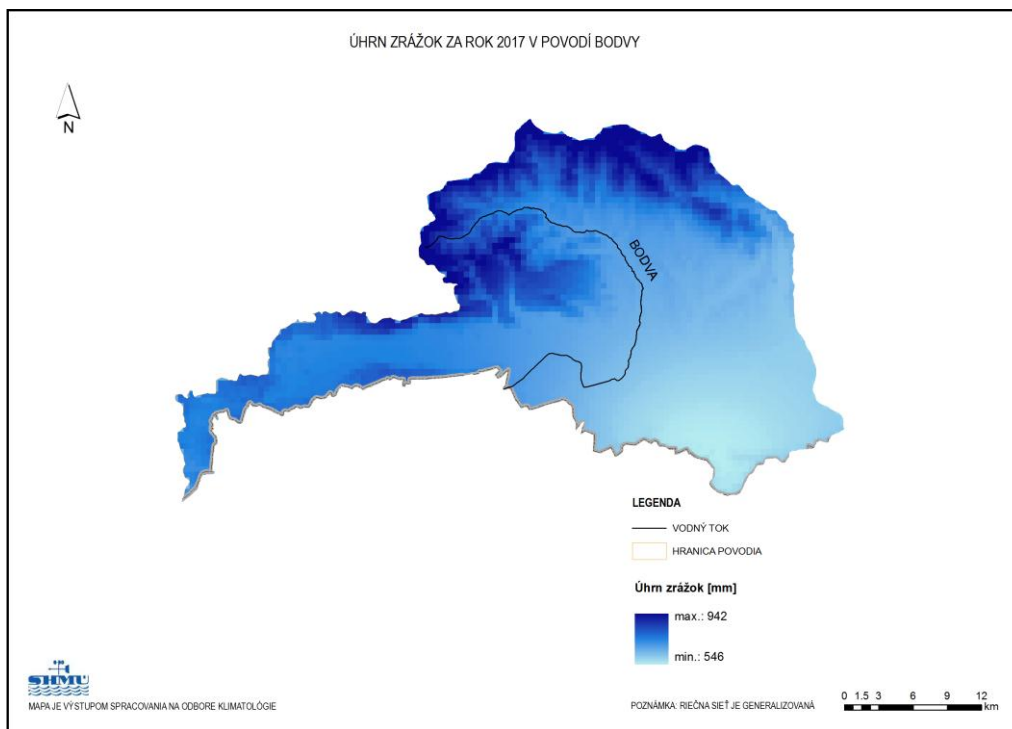 ÚHRN ZRÁŽOK ZA ROK 2017 V POVODÍ BODVY
N
BODVA
LEGENDA
VODNÝ TOK
HRANICA POVODIA
Úhrn zrážok [mm]
max.: 942
min.: 546
SHMÚ
MAPA JE VÝSTUPOM SPRACOVANIA NA ODBORE KLIMATOLÓGIE
POZNÁMKA: RIEČNA SIEŤ JE GENERALIZOVANÁ
0 1.5 3 6 9 12
km